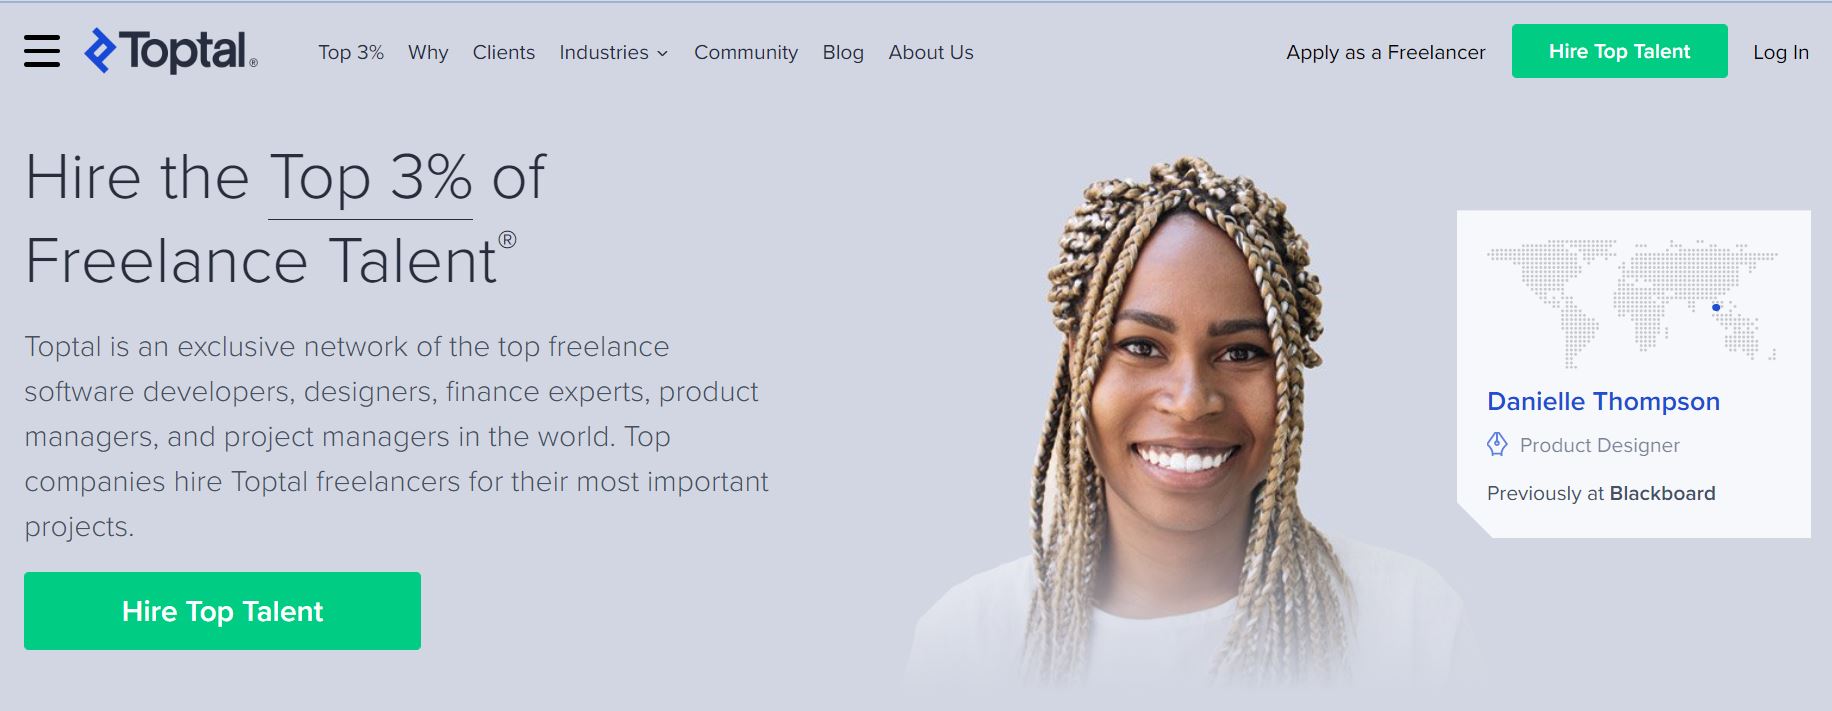 Toptal®
Top 3% Why Clients Industries Community Blog About Us
Apply as a Freelancer Hire Top Talent Log In
Hire the Top 3% of
Freelance Talent®
Toptal is an exclusive network of the top freelance
software developers, designers, finance experts, product
managers, and project managers in the world. Top
companies hire Toptal freelancers for their most important
projects.
Hire Top Talent
Danielle Thompson
Product Designer
Previously at Blackboard